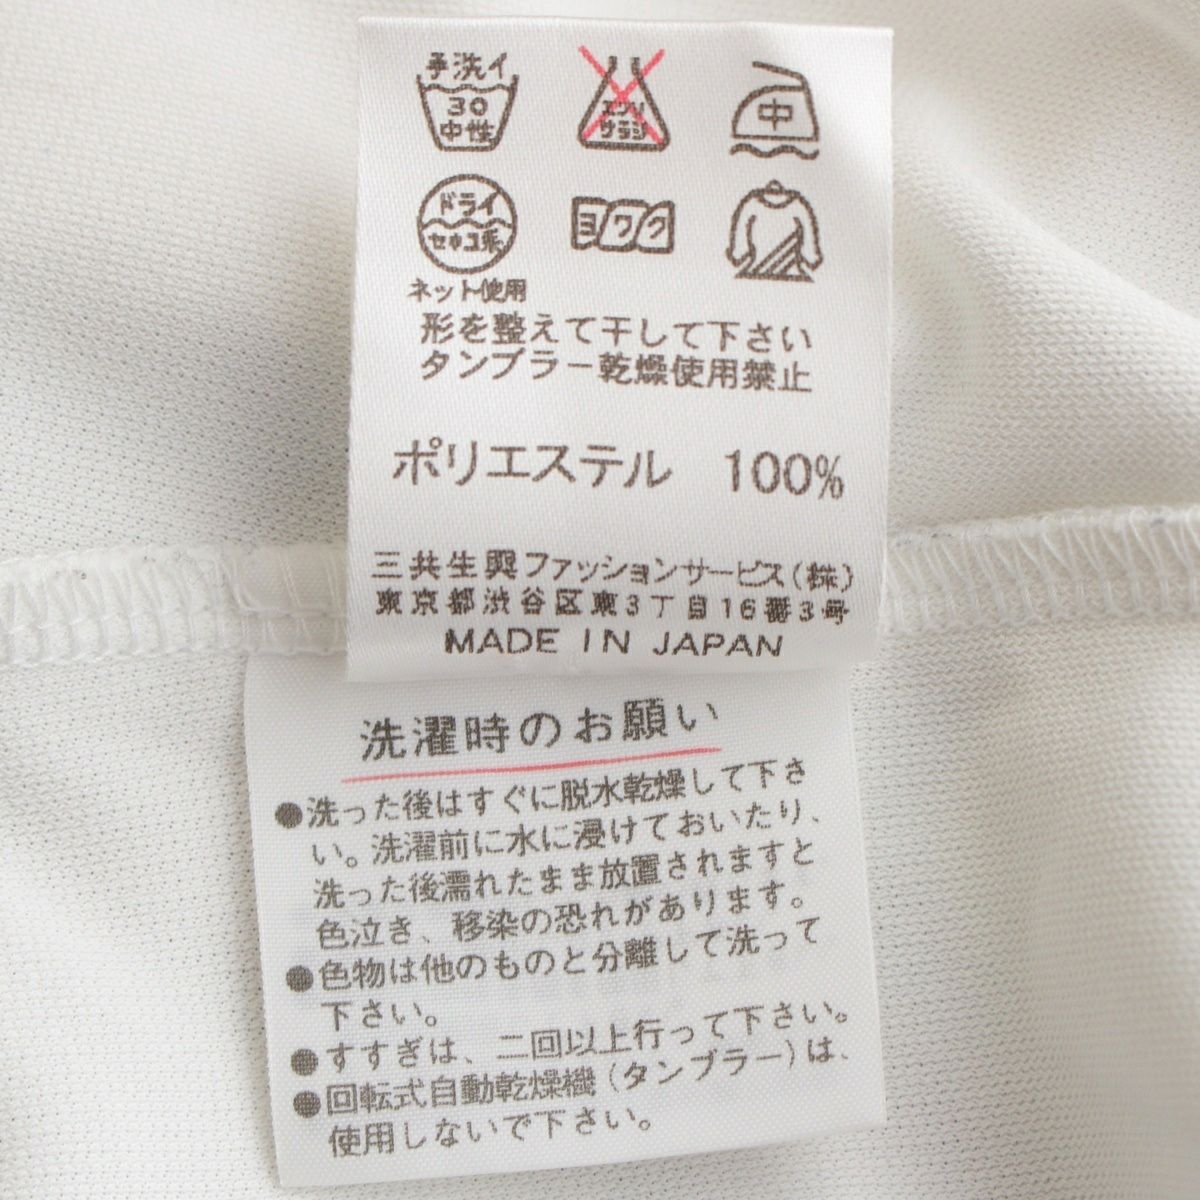 手洗イ
30
中性
エンソ
サラシ
中
ドライ
セキユ系
ヨワク
ネット使用
形を整えて干して下さい
タンブラー乾燥使用禁止
ポリエステル 100%
三共生興ファッションサービス(株)
東京都渋谷区東3丁目16番3号
MADE IN JAPAN
洗濯時のお願い
●洗った後はすぐに脱水乾燥して下さ
い。洗濯前に水に浸けておいたり、
洗った後濡れたまま放置されますと
色泣き、移染の恐れがあります。
●色物は他のものと分離して洗って
下さい。
●すすぎは、二回以上行って下さい。
●回転式自動乾燥機(タンブラー)は、
使用しないで下さい。